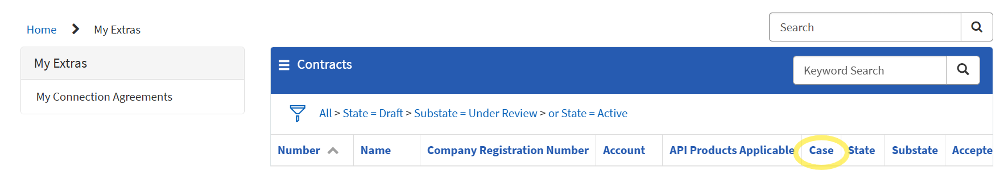 Home My Extras
Search
My Extras
My Connection Agreements
Contracts
Keyword Search
All > State = Draft > Substate = Under Review > or State = Active
Number Name Company Registration Number Account API Products Applicable Case State Substate Accepte